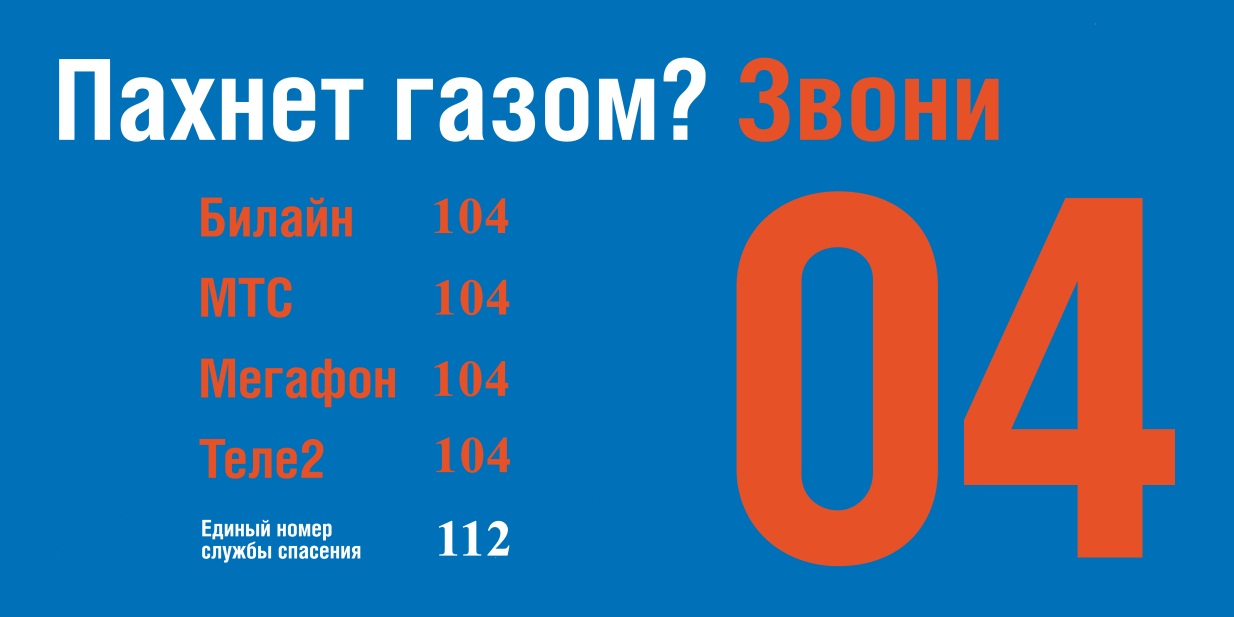 Пахнет газом? Звони
04
Билайн 104
МТС 104
Мегафон 104
Теле2 104
Единый номер
службы спасения 112